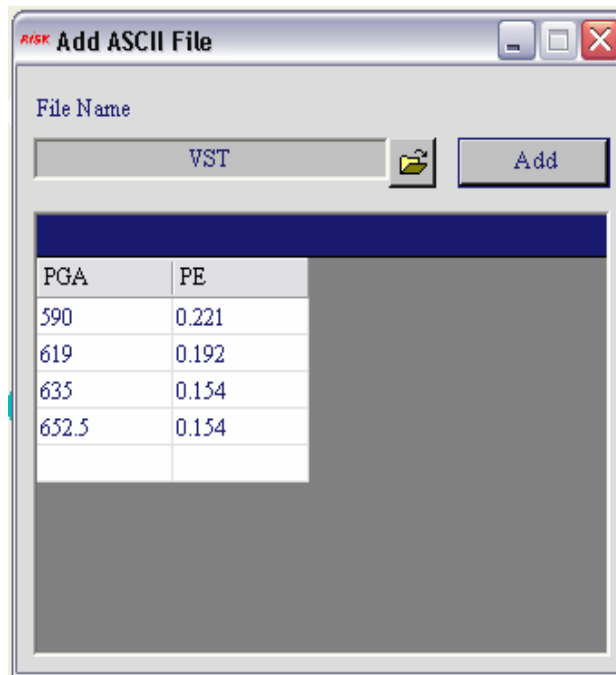 RISK Add ASCII File
File Name
VST Add
PGA PE
590 0.221
619 0.192
635 0.154
652.5 0.154